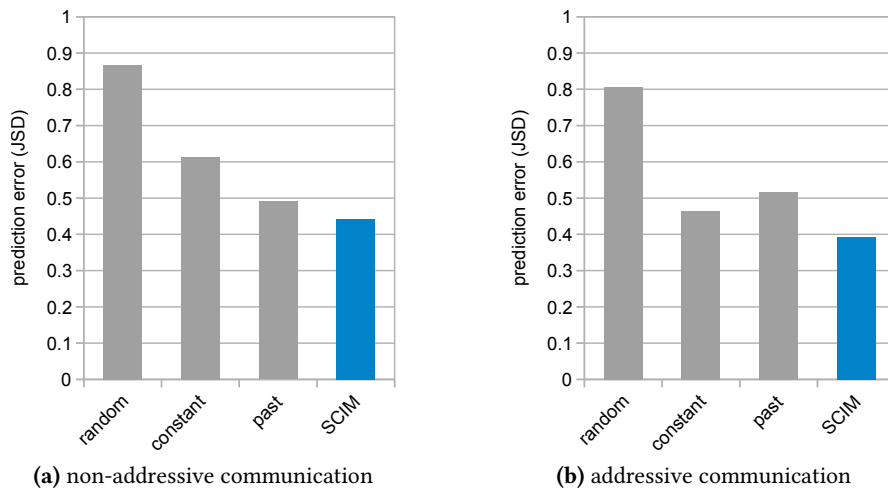 prediction error (JSD)
1
0.9
0.8
0.7
0.6
0.5
0.4
0.3
0.2
0.1
0
random
constant
past
SCIM
(a) non-addressive communication
prediction error (JSD)
1
0.9
0.8
0.7
0.6
0.5
0.4
0.3
0.2
0.1
0
random
constant
past
SCIM
(b) addressive communication